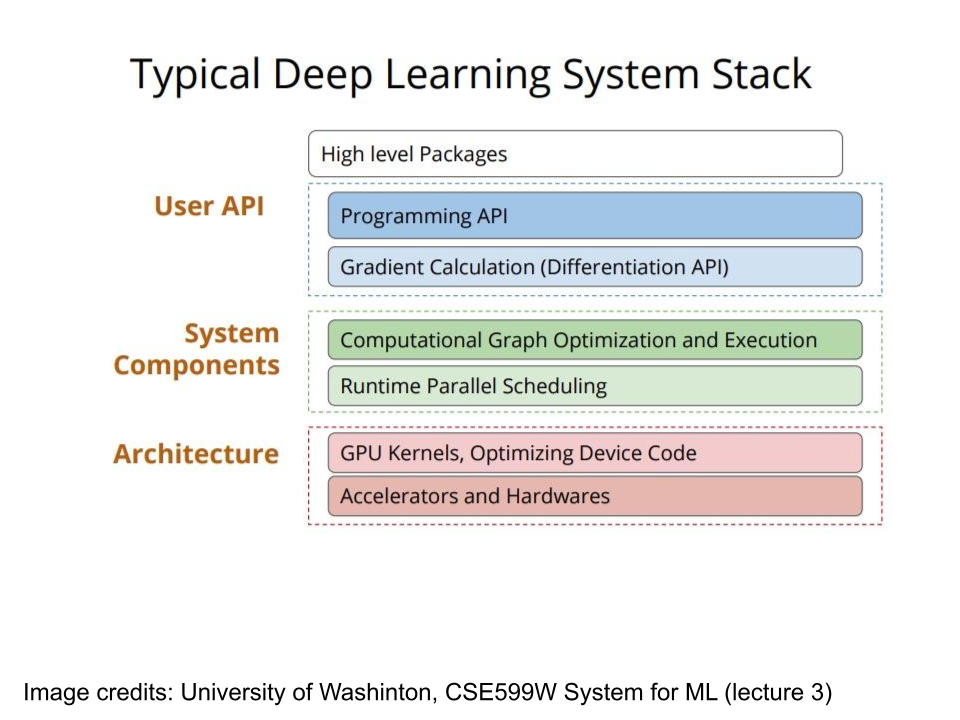 Typical Deep Learning System Stack
High level Packages
User API
Programming API
Gradient Calculation (Differentiation API)
System
Components
Computational Graph Optimization and Execution
Runtime Parallel Scheduling
Architecture
GPU Kernels, Optimizing Device Code
Accelerators and Hardwares
Image credits: University of Washinton, CSE599W System for ML (lecture 3)